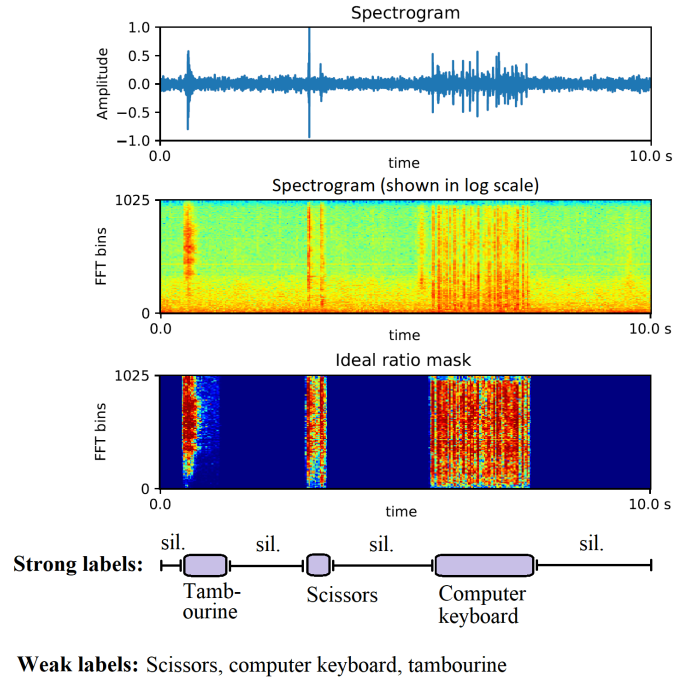 Spectrogram
Amplitude
1.0
0.5
0.0
−0.5
−1.0
0.0
time
10.0 s
Spectrogram (shown in log scale)
FFT bins
1025
0
0.0
time
10.0 s
Ideal ratio mask
FFT bins
1025
0
0.0
time
10.0 s
sil. sil. sil. sil.
Strong labels:
Tamb-
ourine
Scissors
Computer
keyboard
Weak labels: Scissors, computer keyboard, tambourine